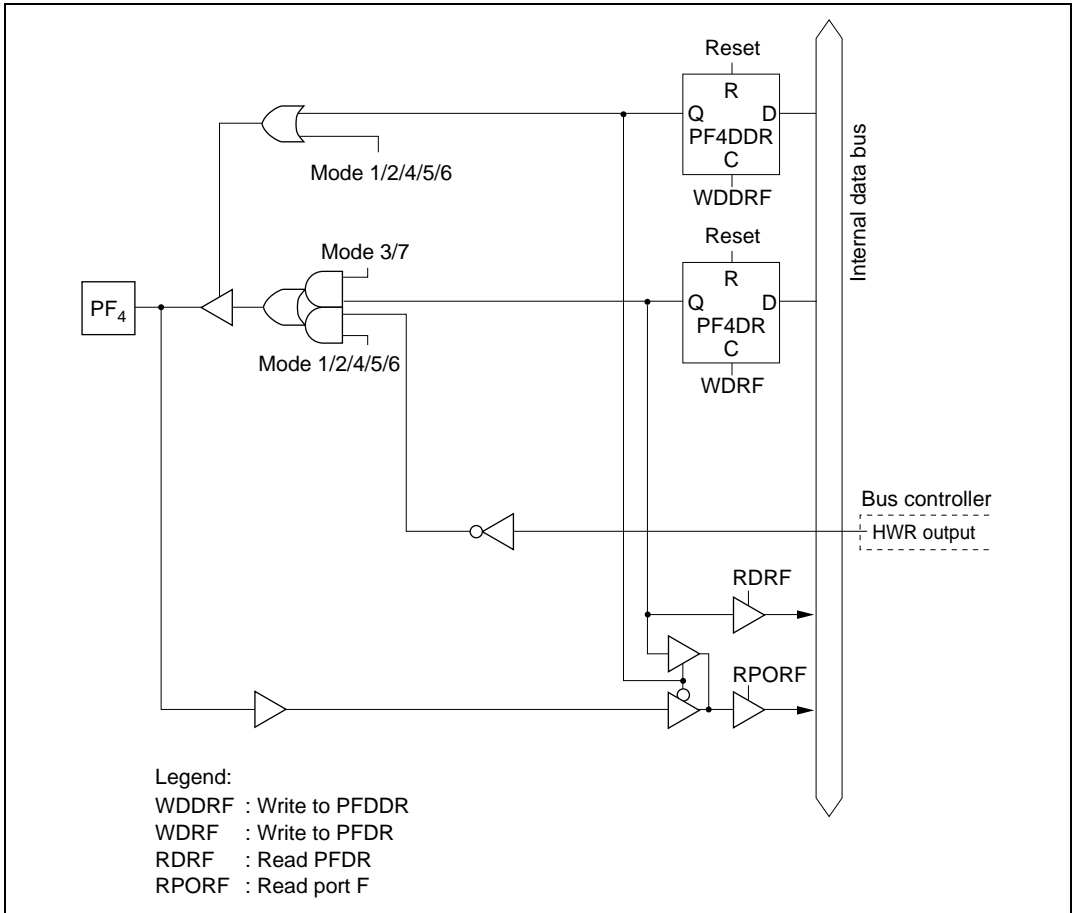 Reset
R
Q D
PF4DDR
C
WDDRF
Mode 1/2/4/5/6
Internal data bus
Reset
Mode 3/7
R
Q D
PF4DR
C
WDRF
PF4
Mode 1/2/4/5/6
Bus controller
HWR output
RDRF
RPORF
Legend:
WDDRF : Write to PFDDR
WDRF : Write to PFDR
RDRF : Read PFDR
RPORF : Read port F